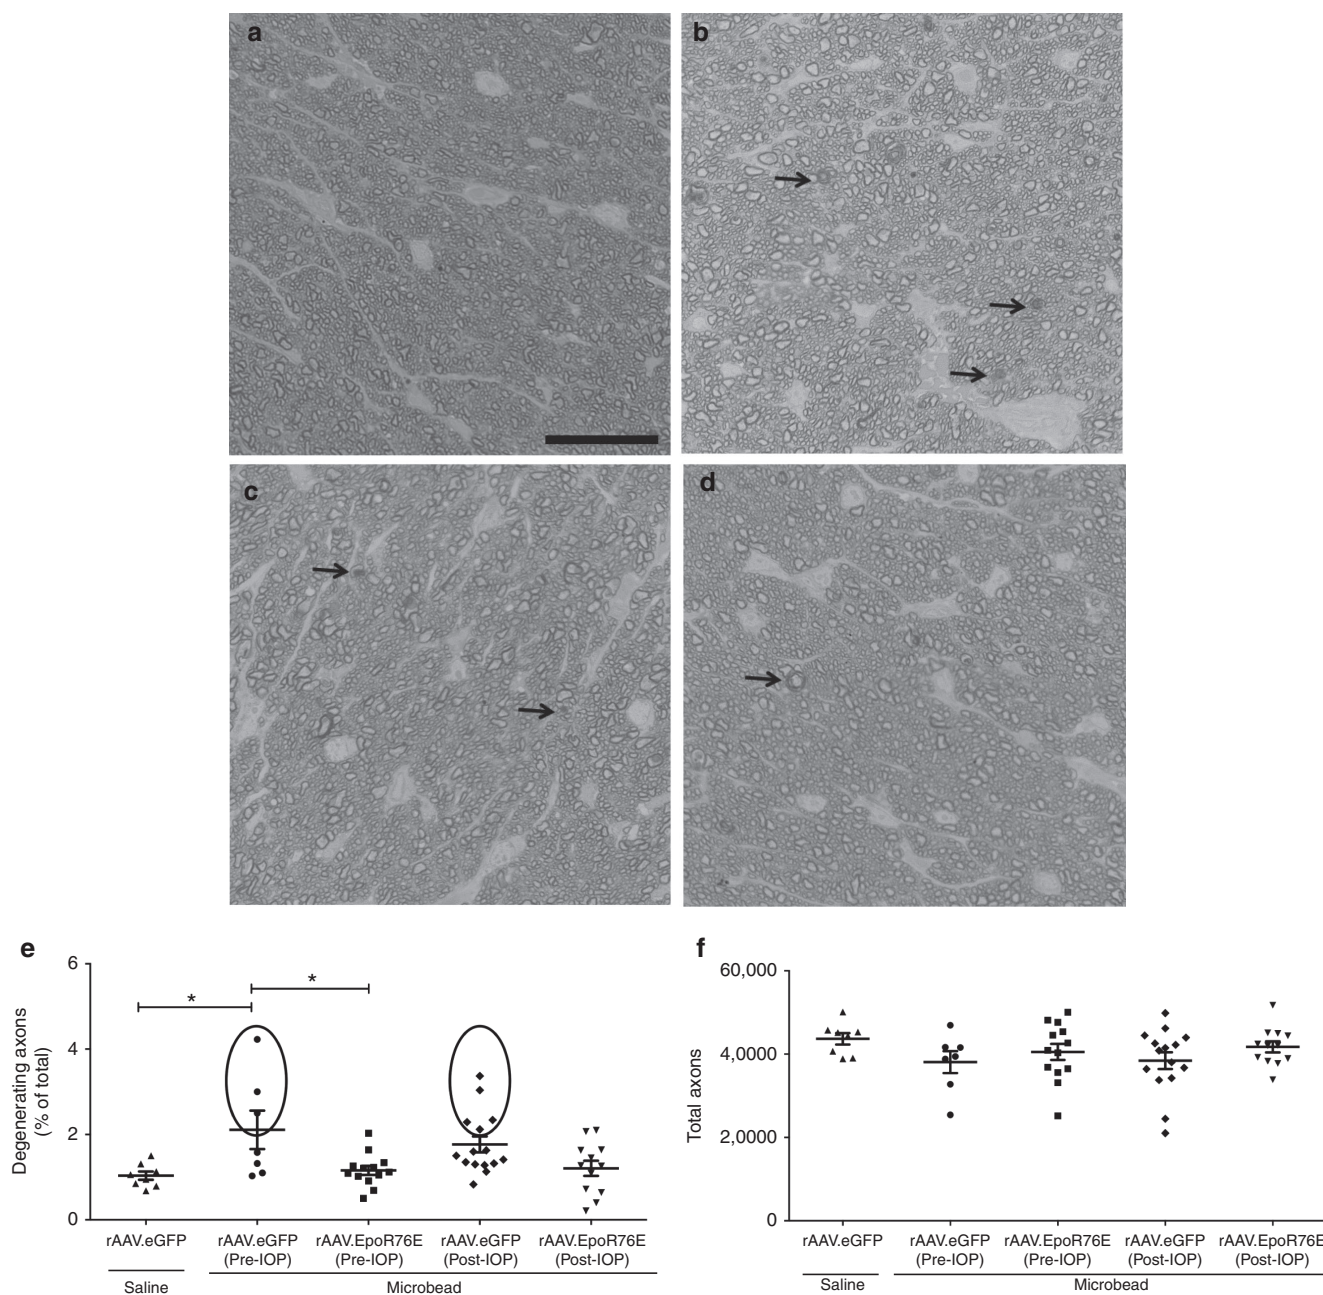 a
b
c
d
e
f
Degenerating axons
(% of total)
6
4
2
0
*
*
rAAV.eGFP
rAAV.eGFP
(Pre-IOP)
rAAV.EpoR76E
(Pre-IOP)
rAAV.eGFP
(Post-IOP)
rAAV.EpoR76E
(Post-IOP)
Saline
Microbead
Total axons
60,000
4,0000
2,0000
0
rAAV.eGFP
rAAV.eGFP
(Pre-IOP)
rAAV.EpoR76E
(Pre-IOP)
rAAV.eGFP
(Post-IOP)
rAAV.EpoR76E
(Post-IOP)
Saline
Microbead